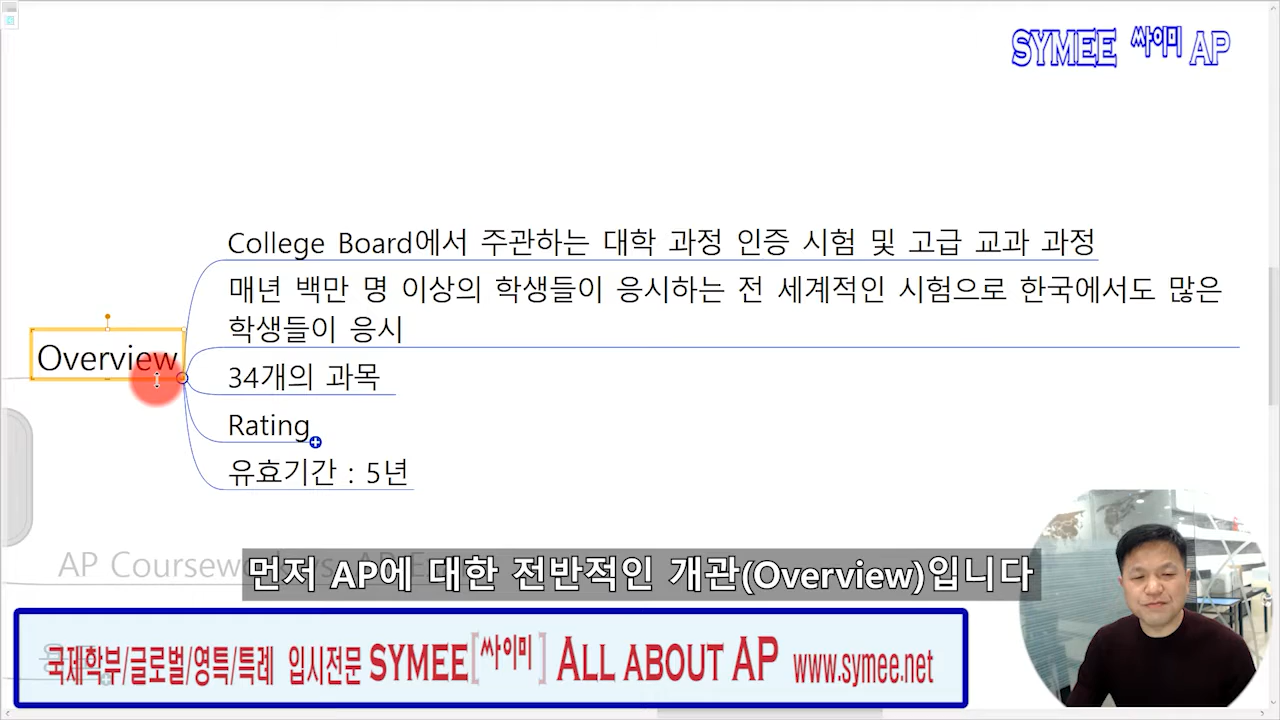 SYMEE 싸이미 AP
College Board에서 주관하는 대학 과정 인증 시험 및 고급 교과 과정
매년 백만 명 이상의 학생들이 응시하는 전 세계적인 시험으로 한국에서도 많은
학생들이 응시
Overview
34개의 과목
Rating
유효기간 : 5년
AP Coursewo
먼저 AP에 대한 전반적인 개관(Overview)입니다
국제학부/글로벌/영특/특례 입시전문 SYMEE[싸이미] ALL ABOUT AP www.symee.net